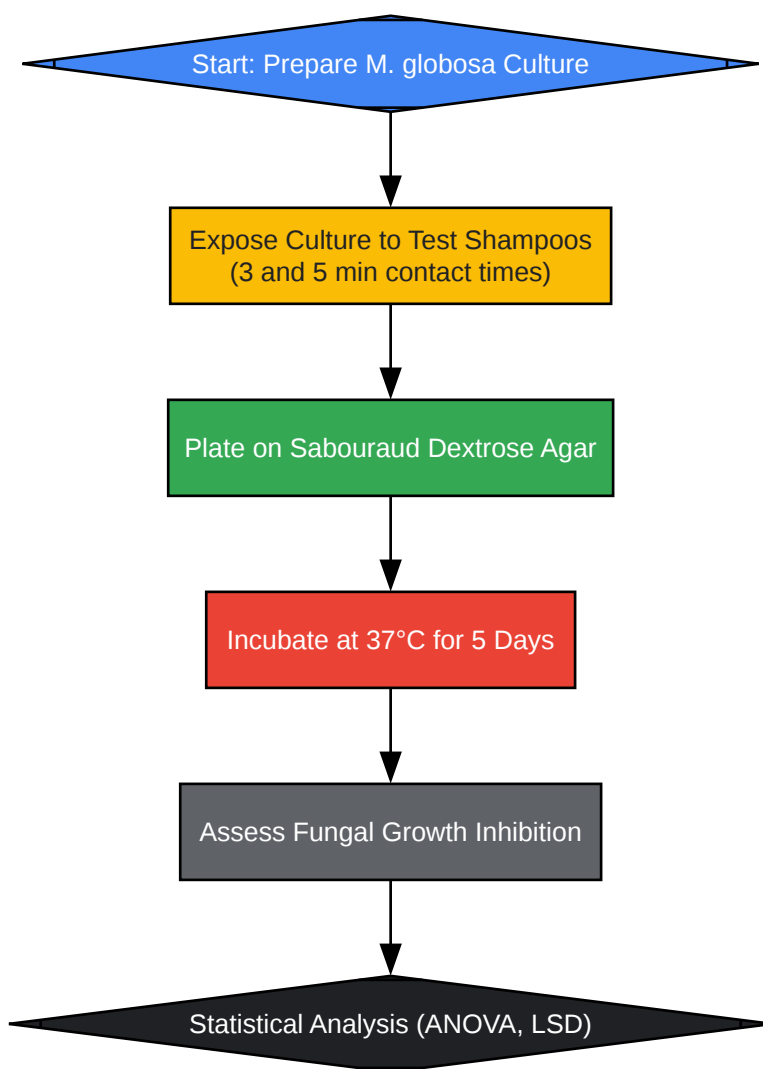 Start: Prepare M. globosa Culture
Expose Culture to Test Shampoos
(3 and 5 min contact times)
Plate on Sabouraud Dextrose Agar
Incubate at 37°C for 5 Days
Assess Fungal Growth Inhibition
Statistical Analysis (ANOVA, LSD)